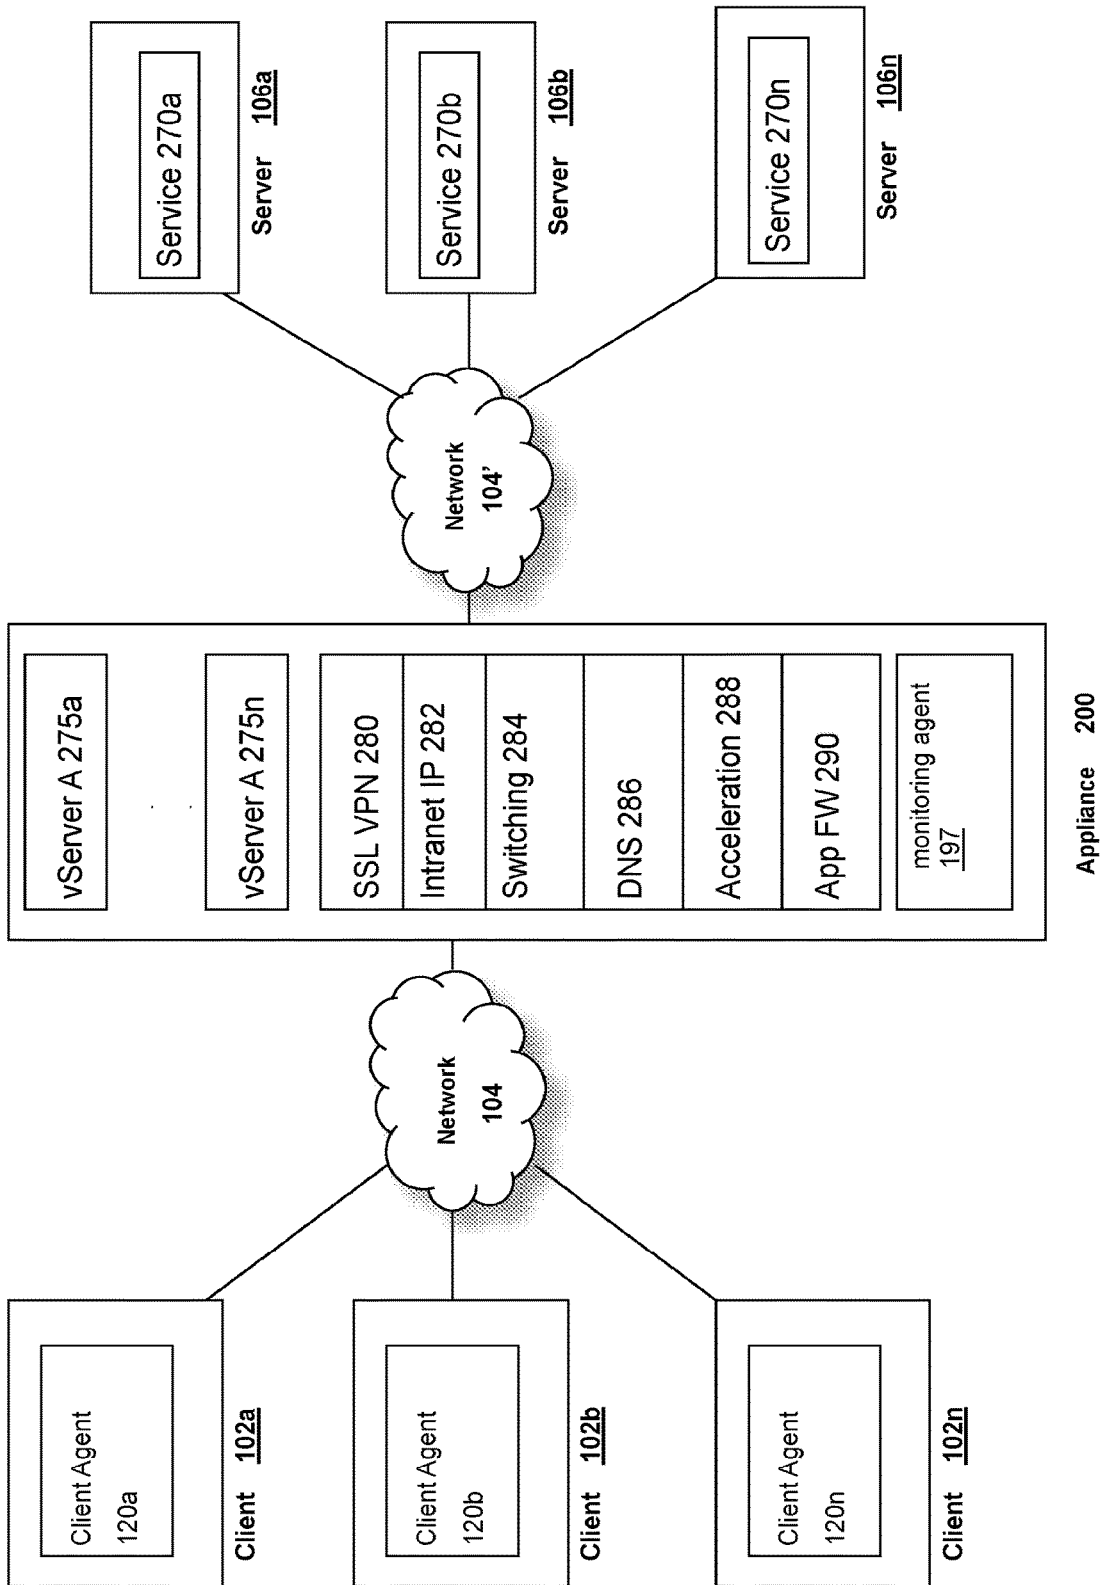 Client Agent
120a
Client 102a
Client Agent
120b
Client 102b
Client Agent
120n
Client 102n
Network
104
vServer A 275a
vServer A 275n
SSL VPN 280
Intranet IP 282
Switching 284
DNS 286
Acceleration 288
App FW 290
monitoring agent
197
Appliance 200
Network
104'
Service 270a
Server 106a
Service 270b
Server 106b
Service 270n
Server 106n